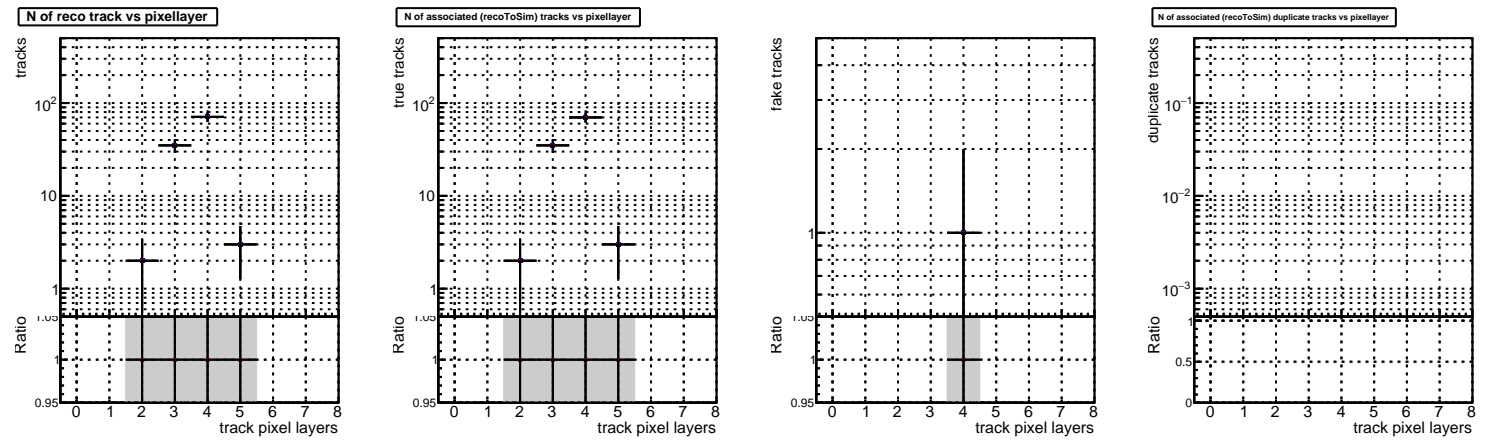 N of reco track vs pixellayer
tracks
10²
10
1
Ratio
1.05
1
0.95
0 1 2 3 4 5 6 7 8
track pixel layers
N of associated (recoToSim) tracks vs pixellayer
true tracks
10²
10
1
Ratio
1.05
1
0.95
0 1 2 3 4 5 6 7 8
track pixel layers
fake tracks
1
Ratio
1.05
1
0.95
0 1 2 3 4 5 6 7 8
track pixel layers
N of associated (recoToSim) duplicate tracks vs pixellayer
duplicate tracks
10⁻¹
10⁻²
10⁻³
Ratio
1
0.5
0
0 1 2 3 4 5 6 7 8
track pixel layers